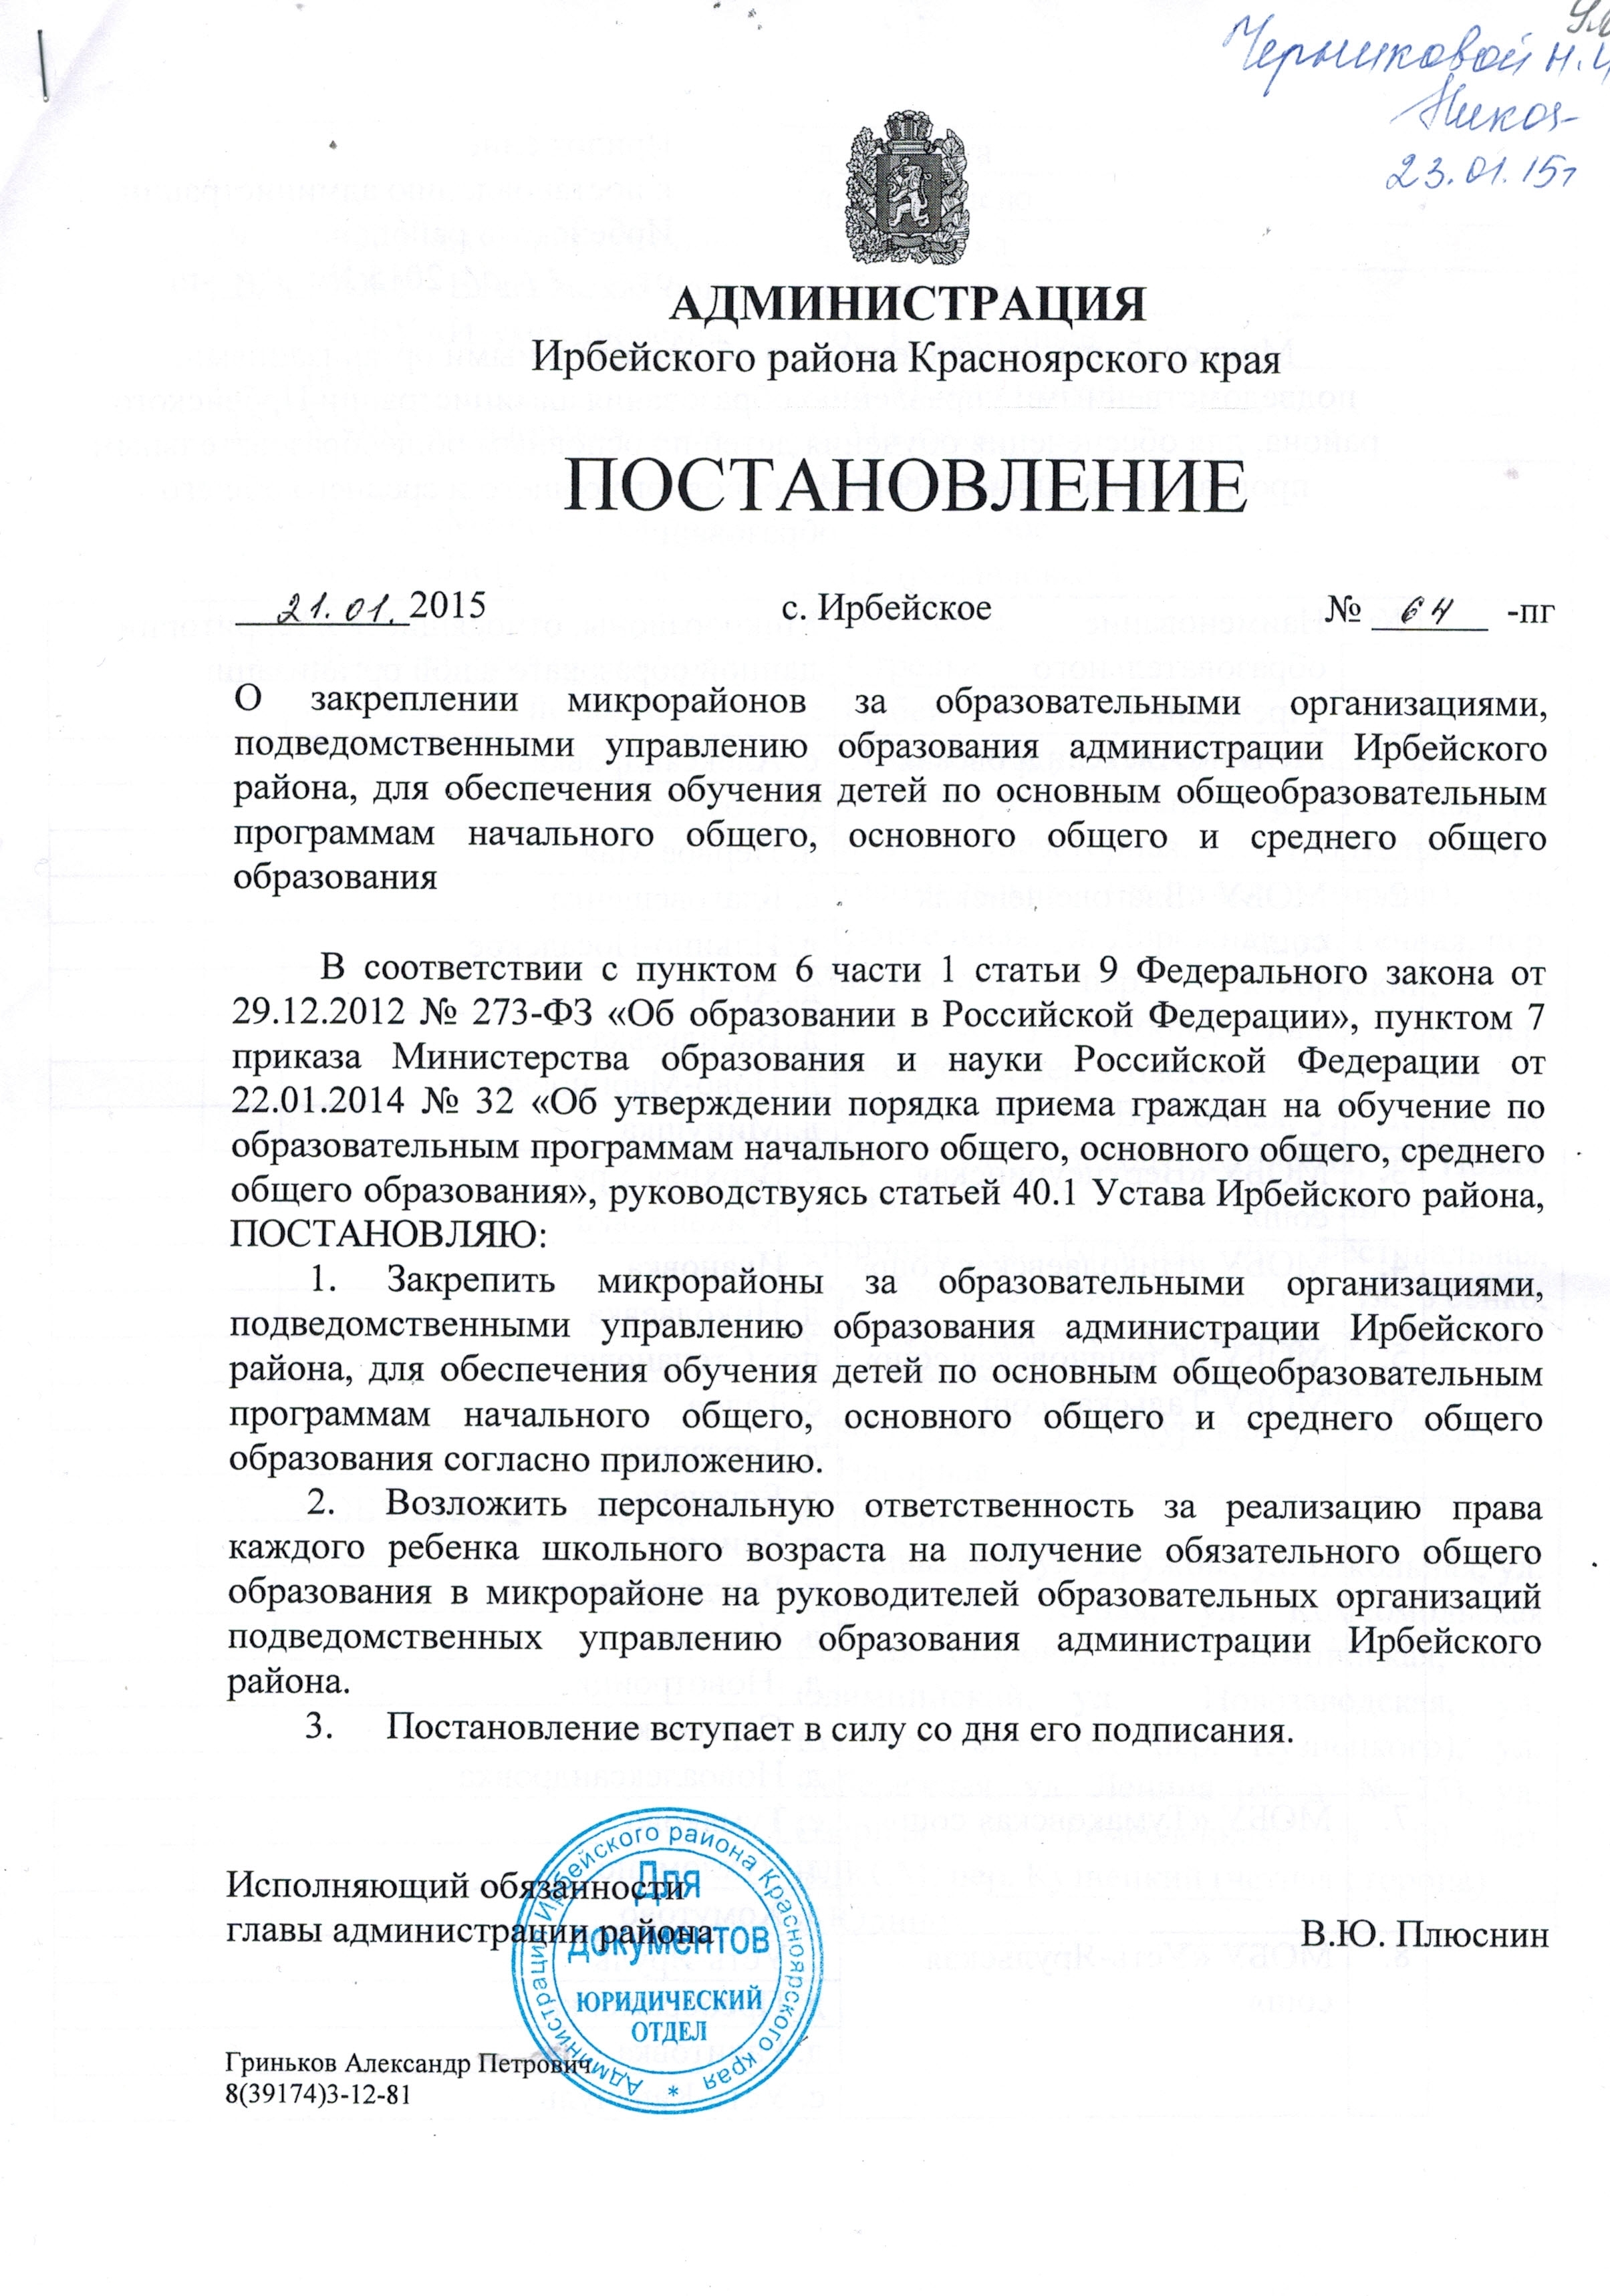 Черниковой Н.И
23.01.15г
АДМИНИСТРАЦИЯ
Ирбейского района Красноярского края
ПОСТАНОВЛЕНИЕ
21.01.2015 с. Ирбейское № 64 -пг
О закреплении микрорайонов за образовательными организациями,
подведомственными управлению образования администрации Ирбейского
района, для обеспечения обучения детей по основным общеобразовательным
программам начального общего, основного общего и среднего общего
образования
В соответствии с пунктом 6 части 1 статьи 9 Федерального закона от
29.12.2012 № 273-ФЗ «Об образовании в Российской Федерации», пунктом 7
приказа Министерства образования и науки Российской Федерации от
22.01.2014 № 32 «Об утверждении порядка приема граждан на обучение по
образовательным программам начального общего, основного общего, среднего
общего образования», руководствуясь статьей 40.1 Устава Ирбейского района,
ПОСТАНОВЛЯЮ:
1. Закрепить микрорайоны за образовательными организациями,
подведомственными управлению образования администрации Ирбейского
района, для обеспечения обучения детей по основным общеобразовательным
программам начального общего, основного общего и среднего общего
образования согласно приложению.
2. Возложить персональную ответственность за реализацию права
каждого ребенка школьного возраста на получение обязательного общего
образования в микрорайоне на руководителей образовательных организаций
подведомственных управлению образования администрации Ирбейского
района.
3. Постановление вступает в силу со дня его подписания.
Исполняющий обязанности
главы администрации района В.Ю. Плюснин
Администрация Ирбейского района Красноярского края *
Для
документов
ЮРИДИЧЕСКИЙ
ОТДЕЛ
Гриньков Александр Петрович
8(39174)3-12-81